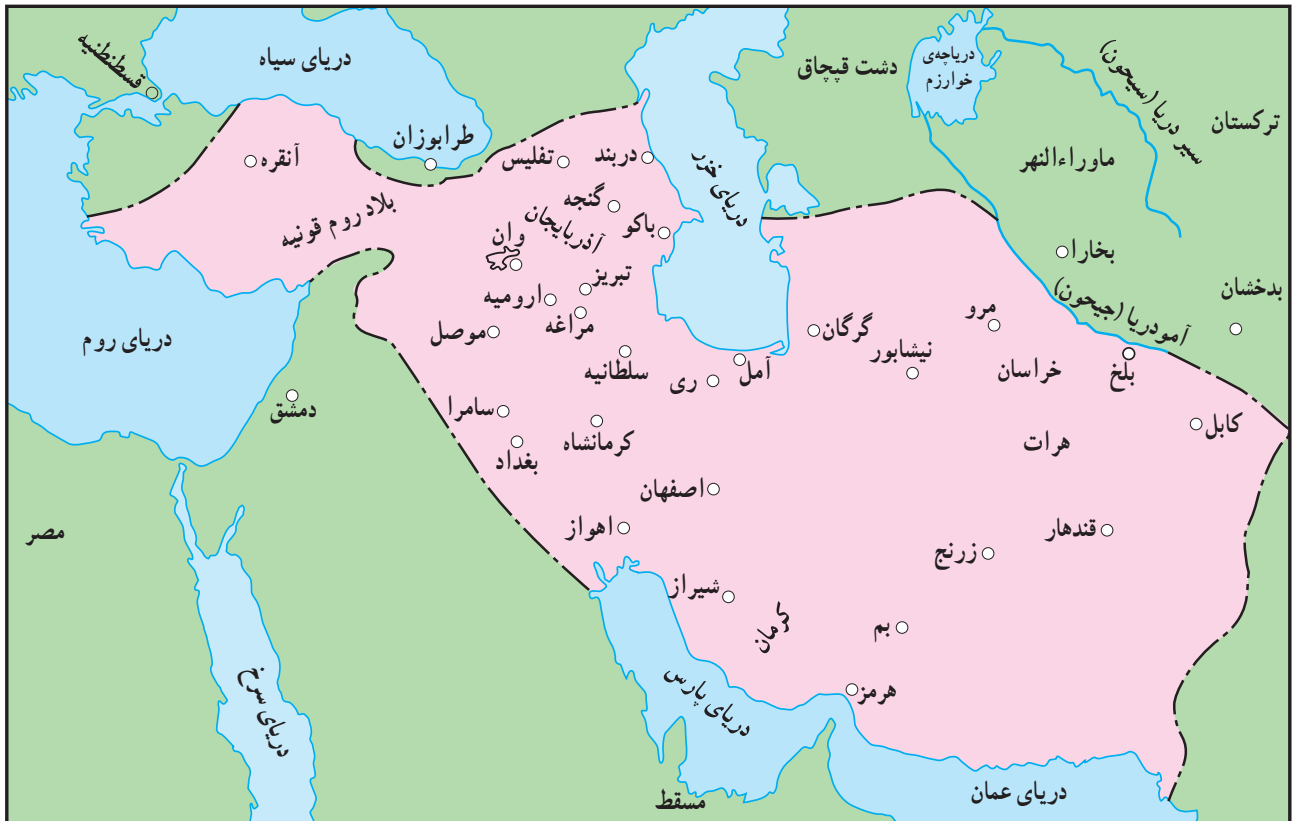 قسطنطنیه
دریای سیاه
دریاچه‌ی
خوارزم
دشت قپچاق
سیر دریا (سیحون)
ترکستان
ماوراءالنهر
طرابوزان
آنقره
تفلیس
دربند
دریای خزر
گنجه
باکو
آذربایجان
وان
بلاد روم قونیه
بخارا
بدخشان
تبریز
ارومیه
مراغه
موصل
آمودریا (جیحون)
مرو
گرگان
نیشابور
خراسان
بلخ
دریای روم
سلطانیه
آمل
ری
دمشق
سامرا
کرمانشاه
بغداد
هرات
کابل
اصفهان
اهواز
قندهار
زرنج
مصر
شیراز
کرمان
بم
هرمز
دریای سرخ
دریای پارس
دریای عمان
مسقط